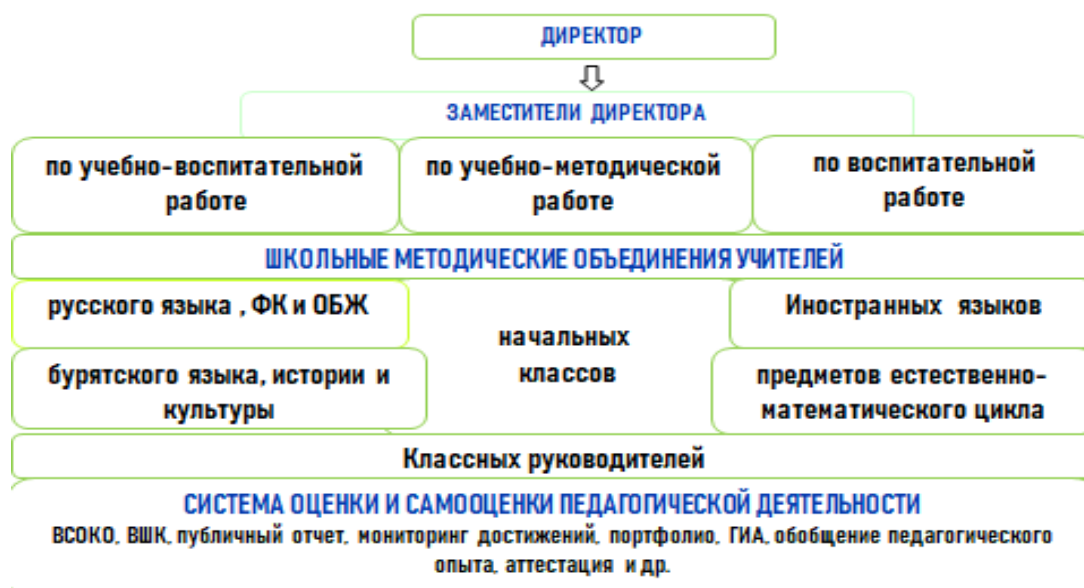 ДИРЕКТОР
ЗАМЕСТИТЕЛИ ДИРЕКТОРА
по учебно-воспитательной
работе
по учебно-методической
работе
по воспитательной
работе
ШКОЛЬНЫЕ МЕТОДИЧЕСКИЕ ОБЪЕДИНЕНИЯ УЧИТЕЛЕЙ
русского языка , ФК и ОБЖ
бурятского языка, истории и
культуры
начальных
классов
Иностранных языков
предметов естественно-
математического цикла
Классных руководителей
СИСТЕМА ОЦЕНКИ И САМООЦЕНКИ ПЕДАГОГИЧЕСКОЙ ДЕЯТЕЛЬНОСТИ
ВСОКО, ВШК, публичный отчет, мониторинг достижений, портфолио, ГИА, обобщение педагогического
опыта, аттестация и др.